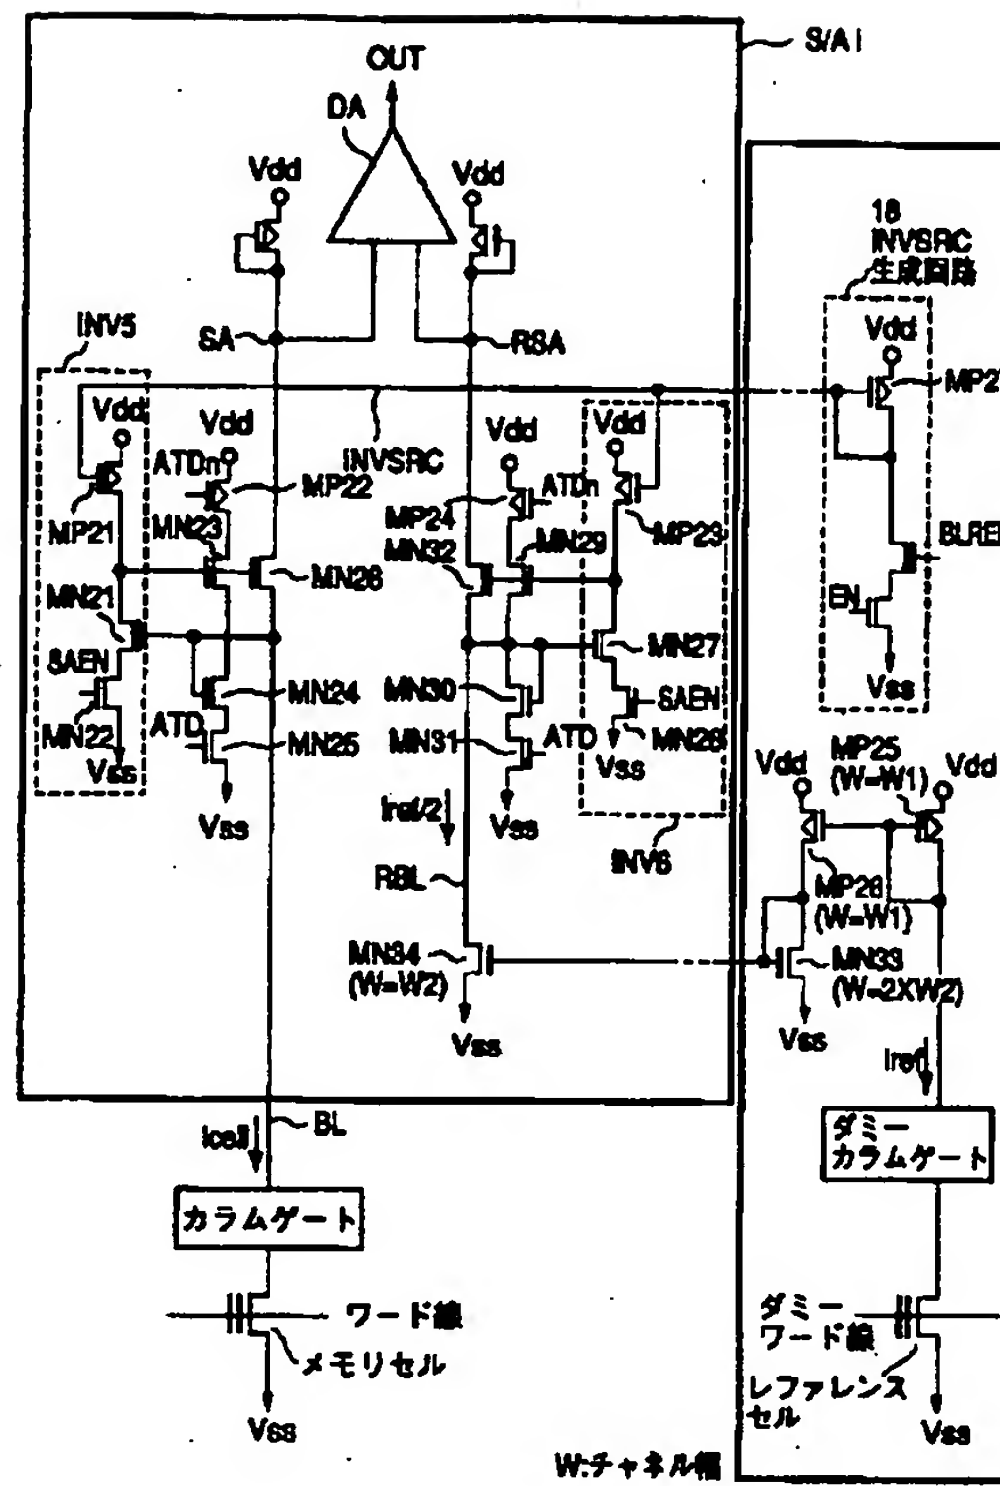 S/Ai
OUT
DA
Vdd
Vdd
18
INVSRC
生成回路
Vdd
INV5
SA
RSA
Vdd
Vdd
INVSRC
Vdd
Vdd
ATDn
MP22
ATDn
MP21
MN23
MP24
MP23
MN32
MN29
MN21
MN26
EN
SAEN
MN27
MN24
MN30
SAEN
MN22
ATD
MN25
MN31
ATD
MN28
Vss
Vss
Vss
Vss
Vss
Vdd
MP25
(W=W1)
Vdd
Iref/2
INV6
RBL
MP26
(W=W1)
MN34
(W=W2)
MN33
(W=2XW2)
Vss
Vss
Iref
Icell
BL
ダミー
カラムゲート
カラムゲート
ワード線
ダミー
ワード線
メモリセル
レファレンス
セル
Vss
Vss
W:チャネル幅